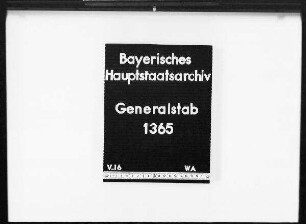 Bayerisches
Hauptstaatsarchiv
Generalstab
1365
V.16 WA